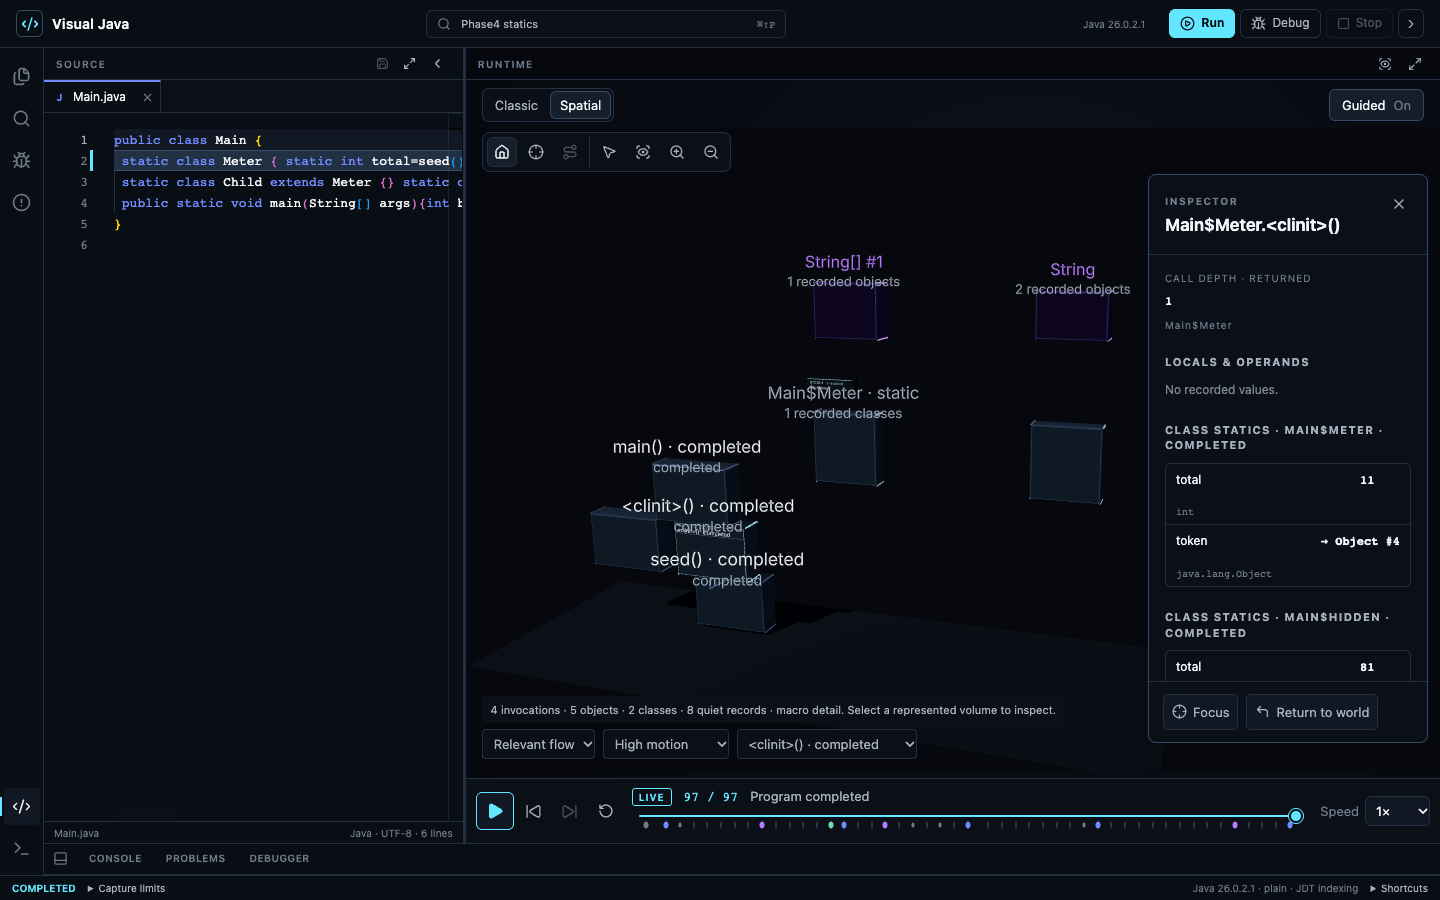 Visual Java
Phase4 statics
⌘⇧P
Java 26.0.2.1
Run
Debug
Stop
SOURCE
RUNTIME
J Main.java
Classic
Spatial
Guided On
1 public class Main {
2 static class Meter { static int total=seed()
3 static class Child extends Meter {} static
4 public static void main(String[] args){int b
5 }
6
String[] #1
1 recorded objects
String
2 recorded objects
Main$Meter · static
1 recorded classes
main() · completed
completed
<clinit>() · completed
completed
seed() · completed
completed
INSPECTOR
Main$Meter.<clinit>()
CALL DEPTH · RETURNED
1
Main$Meter
LOCALS & OPERANDS
No recorded values.
CLASS STATICS · MAIN$METER ·
COMPLETED
total 11
int
token → Object #4
java.lang.Object
CLASS STATICS · MAIN$HIDDEN ·
COMPLETED
total 81
Focus
Return to world
4 invocations · 5 objects · 2 classes · 8 quiet records · macro detail. Select a represented volume to inspect.
Relevant flow
High motion
<clinit>() · completed
LIVE 97 / 97 Program completed
Speed 1×
Main.java
Java · UTF-8 · 6 lines
CONSOLE
PROBLEMS
DEBUGGER
COMPLETED
Capture limits
Java 26.0.2.1 · plain · JDT indexing
Shortcuts